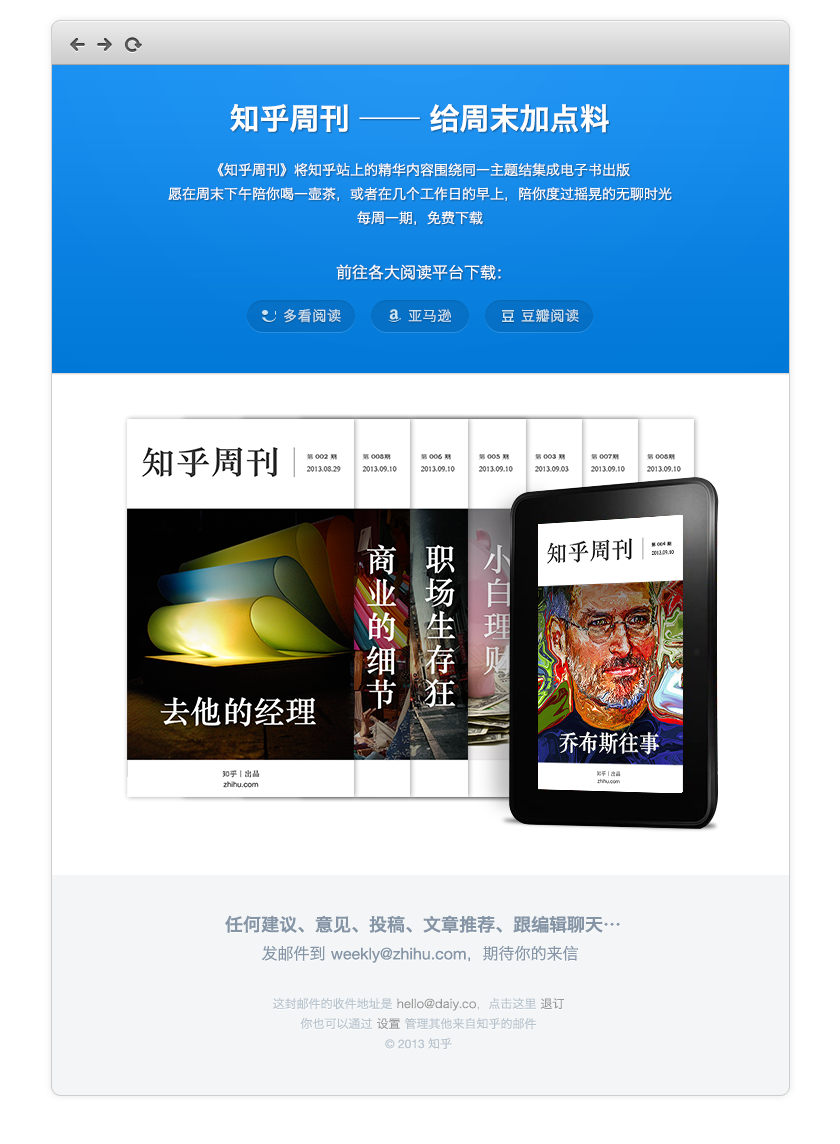 知乎周刊 —— 给周末加点料
《知乎周刊》将知乎站上的精华内容围绕同一主题结集成电子书出版
愿在周末下午陪你喝一壶茶，或者在几个工作日的早上，陪你度过摇晃的无聊时光
每周一期，免费下载
前往各大阅读平台下载：
多看阅读
a 亚马逊
豆 豆瓣阅读
知乎周刊
第 002 期
2013.08.29
第 008期
2013.09.10
第 006 期
2013.09.10
第 005 期
2013.09.10
第 003 期
2013.09.03
第 007期
2013.09.10
第 008期
2013.09.10
去他的经理
知乎｜出品
zhihu.com
商业的细节
职场生存狂
小白理财
知乎周刊
第 004 期
2013.09.10
乔布斯往事
知乎｜出品
zhihu.com
任何建议、意见、投稿、文章推荐、跟编辑聊天…
发邮件到 weekly@zhihu.com，期待你的来信
这封邮件的收件地址是 hello@daiy.co，点击这里 退订
你也可以通过 设置 管理其他来自知乎的邮件
© 2013 知乎